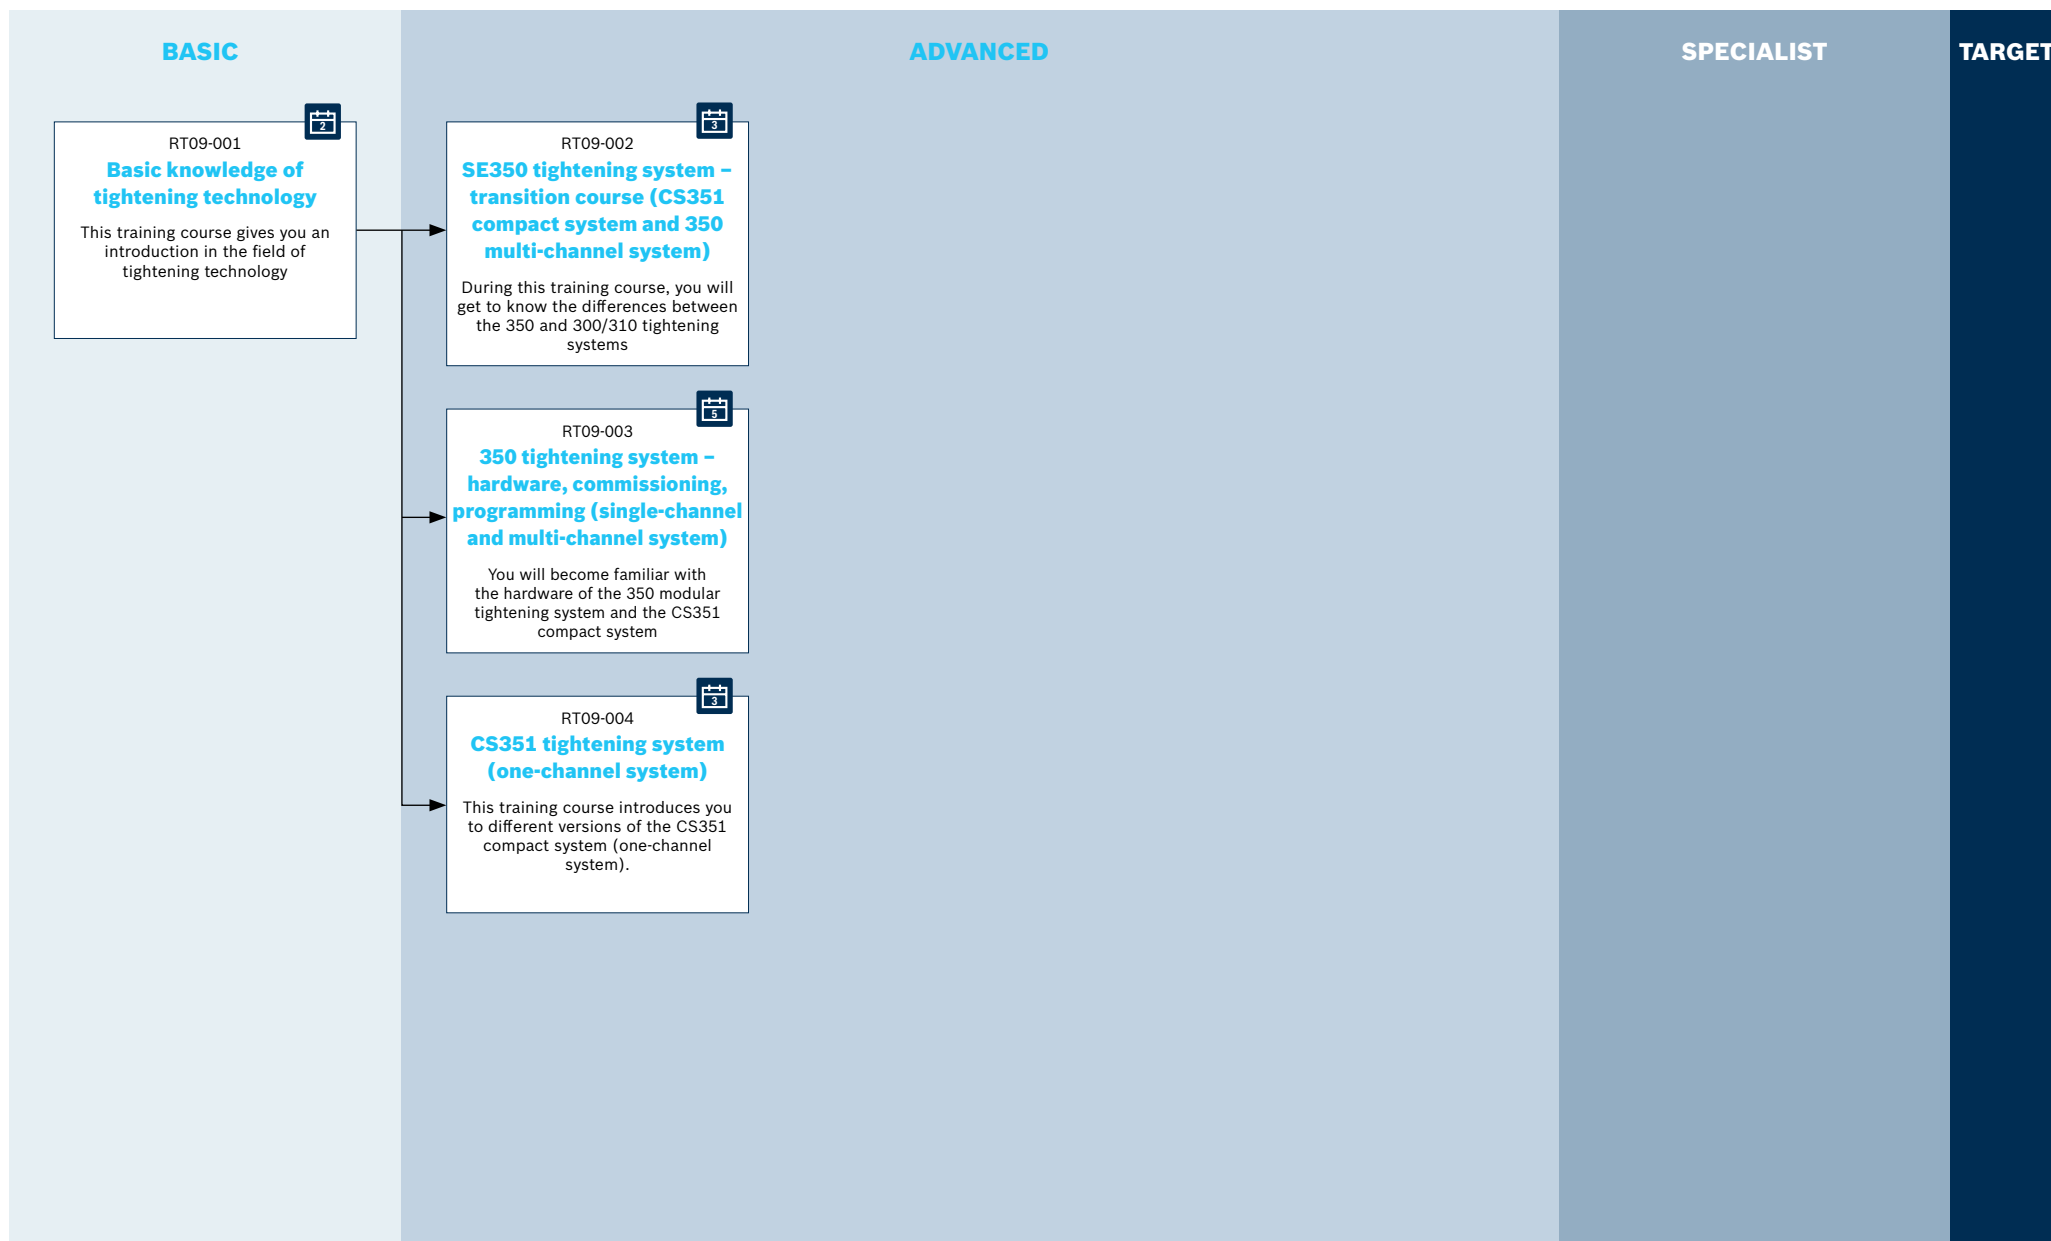 BASIC
ADVANCED
SPECIALIST
TARGET
2
RT09-001
Basic knowledge of
tightening technology
This training course gives you an
introduction in the field of
tightening technology
3
RT09-002
SE350 tightening system –
transition course (CS351
compact system and 350
multi-channel system)
During this training course, you will
get to know the differences between
the 350 and 300/310 tightening
systems
5
RT09-003
350 tightening system –
hardware, commissioning,
programming (single-channel
and multi-channel system)
You will become familiar with
the hardware of the 350 modular
tightening system and the CS351
compact system
3
RT09-004
CS351 tightening system
(one-channel system)
This training course introduces you
to different versions of the CS351
compact system (one-channel
system).